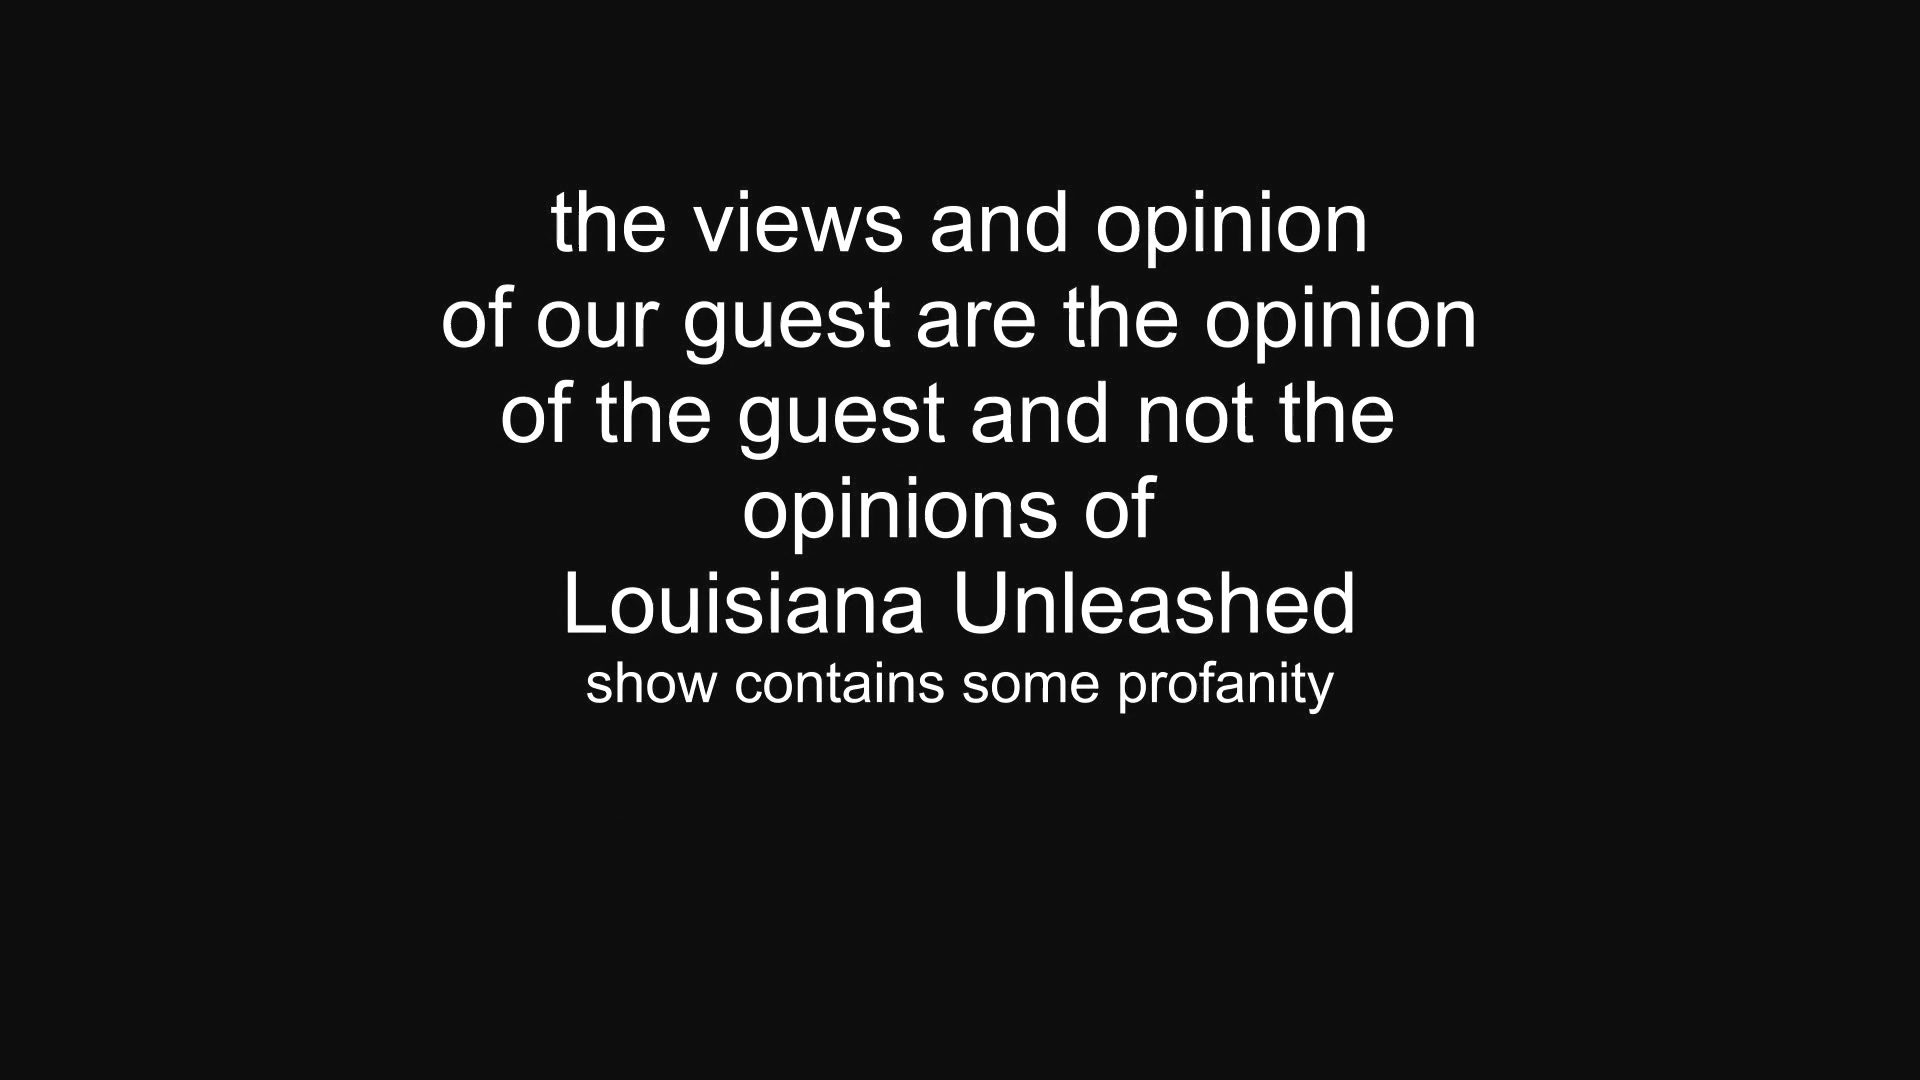 the views and opinion
of our guest are the opinion
of the guest and not the
opinions of
Louisiana Unleashed
show contains some profanity